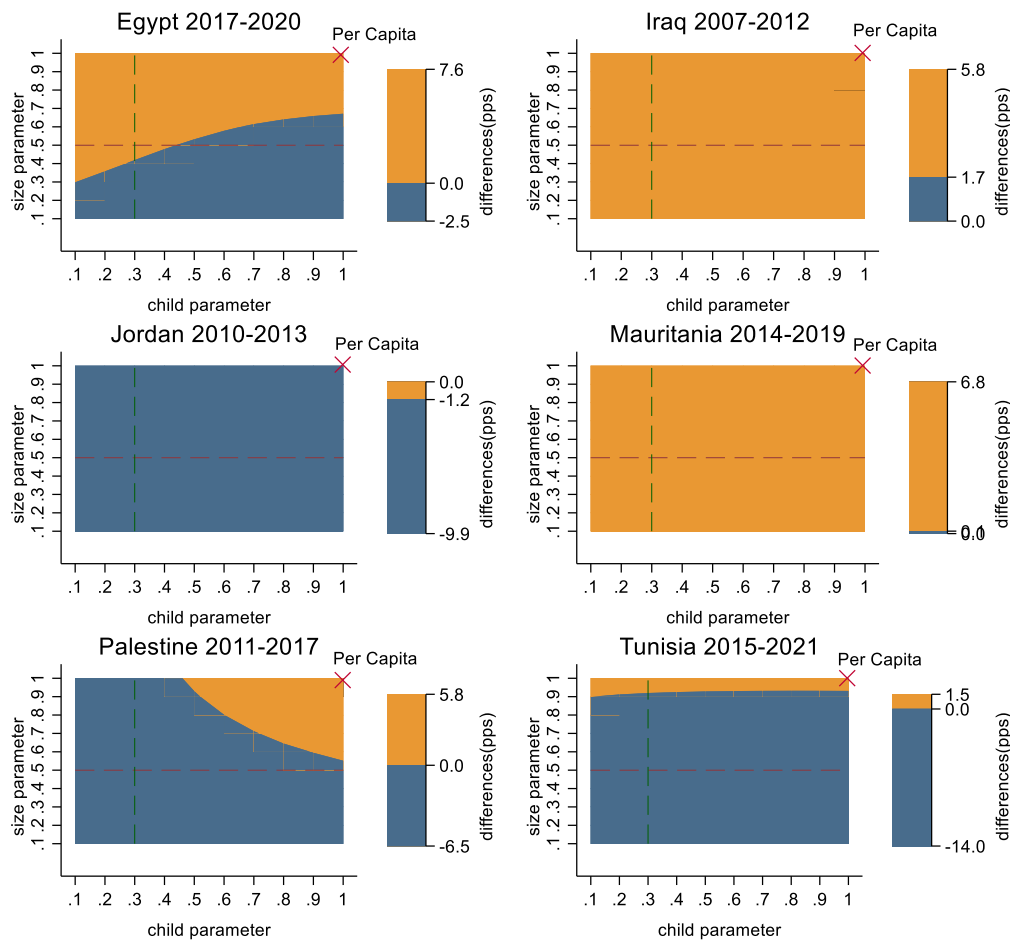 Egypt 2017-2020
Per Capita
size parameter
.1 .2 .3 .4 .5 .6 .7 .8 .9 1
.1 .2 .3 .4 .5 .6 .7 .8 .9 1
child parameter
7.6
0.0
-2.5
differences(pps)
Iraq 2007-2012
Per Capita
size parameter
.1 .2 .3 .4 .5 .6 .7 .8 .9 1
.1 .2 .3 .4 .5 .6 .7 .8 .9 1
child parameter
5.8
1.7
0.0
differences(pps)
Jordan 2010-2013
Per Capita
size parameter
.1 .2 .3 .4 .5 .6 .7 .8 .9 1
.1 .2 .3 .4 .5 .6 .7 .8 .9 1
child parameter
0.0
-1.2
-9.9
differences(pps)
Mauritania 2014-2019
Per Capita
size parameter
.1 .2 .3 .4 .5 .6 .7 .8 .9 1
.1 .2 .3 .4 .5 .6 .7 .8 .9 1
child parameter
6.8
0.1
0.0
differences(pps)
Palestine 2011-2017
Per Capita
size parameter
.1 .2 .3 .4 .5 .6 .7 .8 .9 1
.1 .2 .3 .4 .5 .6 .7 .8 .9 1
child parameter
5.8
0.0
-6.5
differences(pps)
Tunisia 2015-2021
Per Capita
size parameter
.1 .2 .3 .4 .5 .6 .7 .8 .9 1
.1 .2 .3 .4 .5 .6 .7 .8 .9 1
child parameter
1.5
0.0
-14.0
differences(pps)